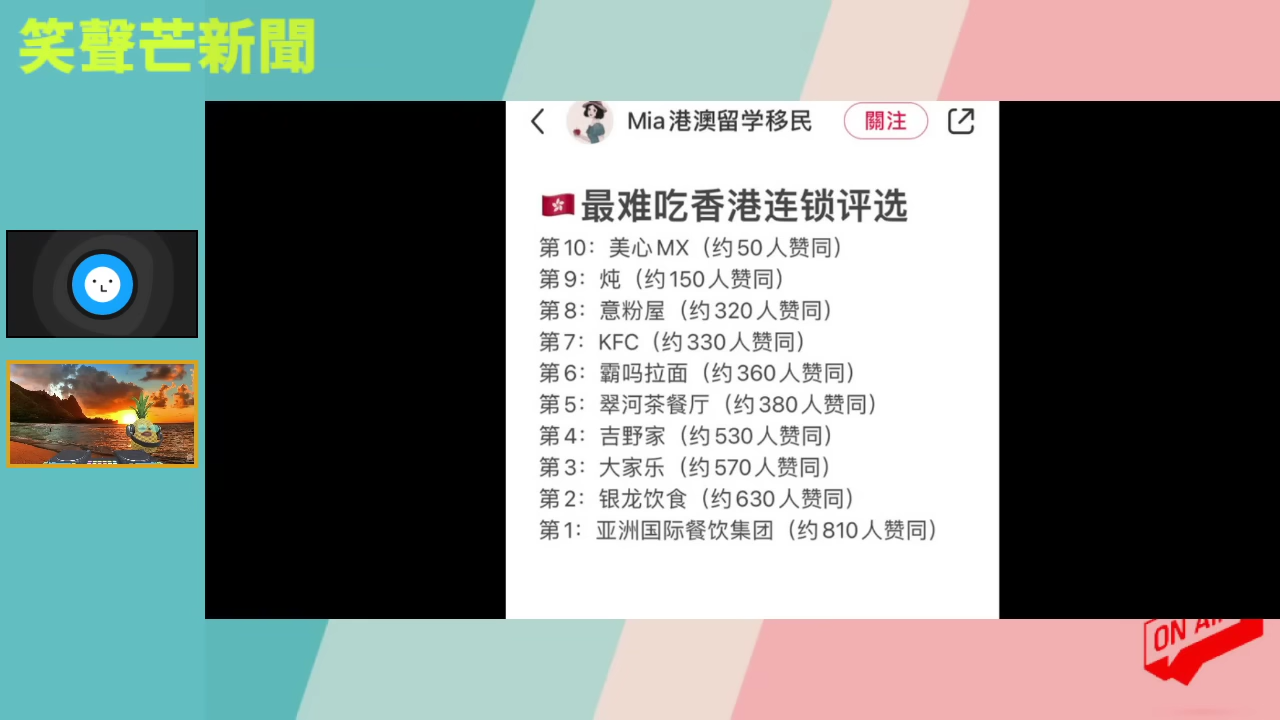 笑聲芒新聞
Mia港澳留学移民
關注
🇭🇰最难吃香港连锁评选
第10：美心MX（约50人赞同）
第9：炖（约150人赞同）
第8：意粉屋（约320人赞同）
第7：KFC（约330人赞同）
第6：霸吗拉面（约360人赞同）
第5：翠河茶餐厅（约380人赞同）
第4：吉野家（约530人赞同）
第3：大家乐（约570人赞同）
第2：银龙饮食（约630人赞同）
第1：亚洲国际餐饮集团（约810人赞同）
ON AIR